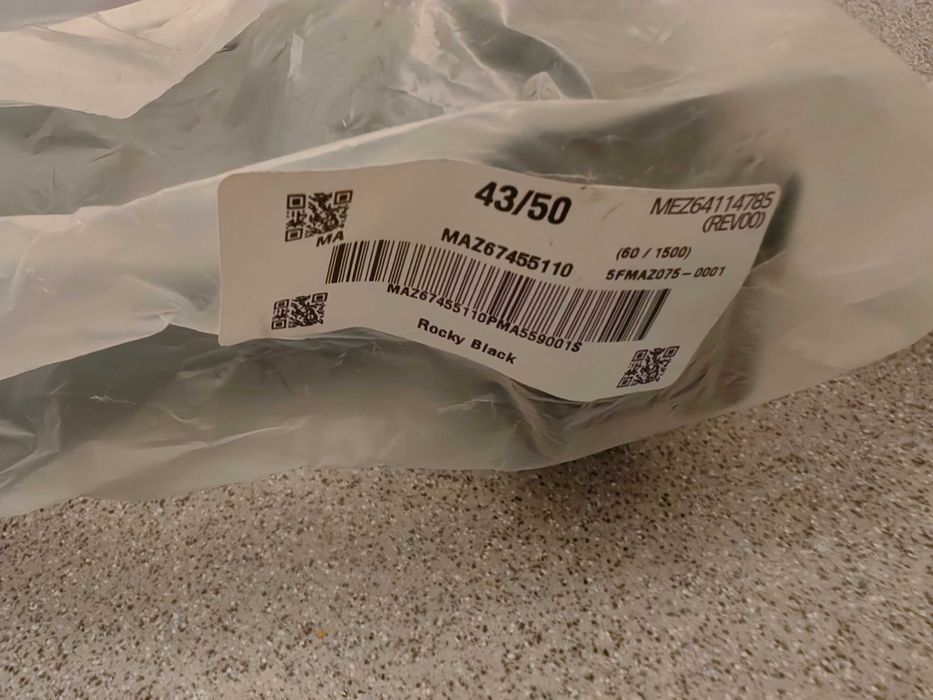 43/50
MEZ64114785
(REV00)
MA
MAZ67455110
(60 / 1500)
5FMAZ075-0001
MAZ67455110PMA559001S
Rocky Black